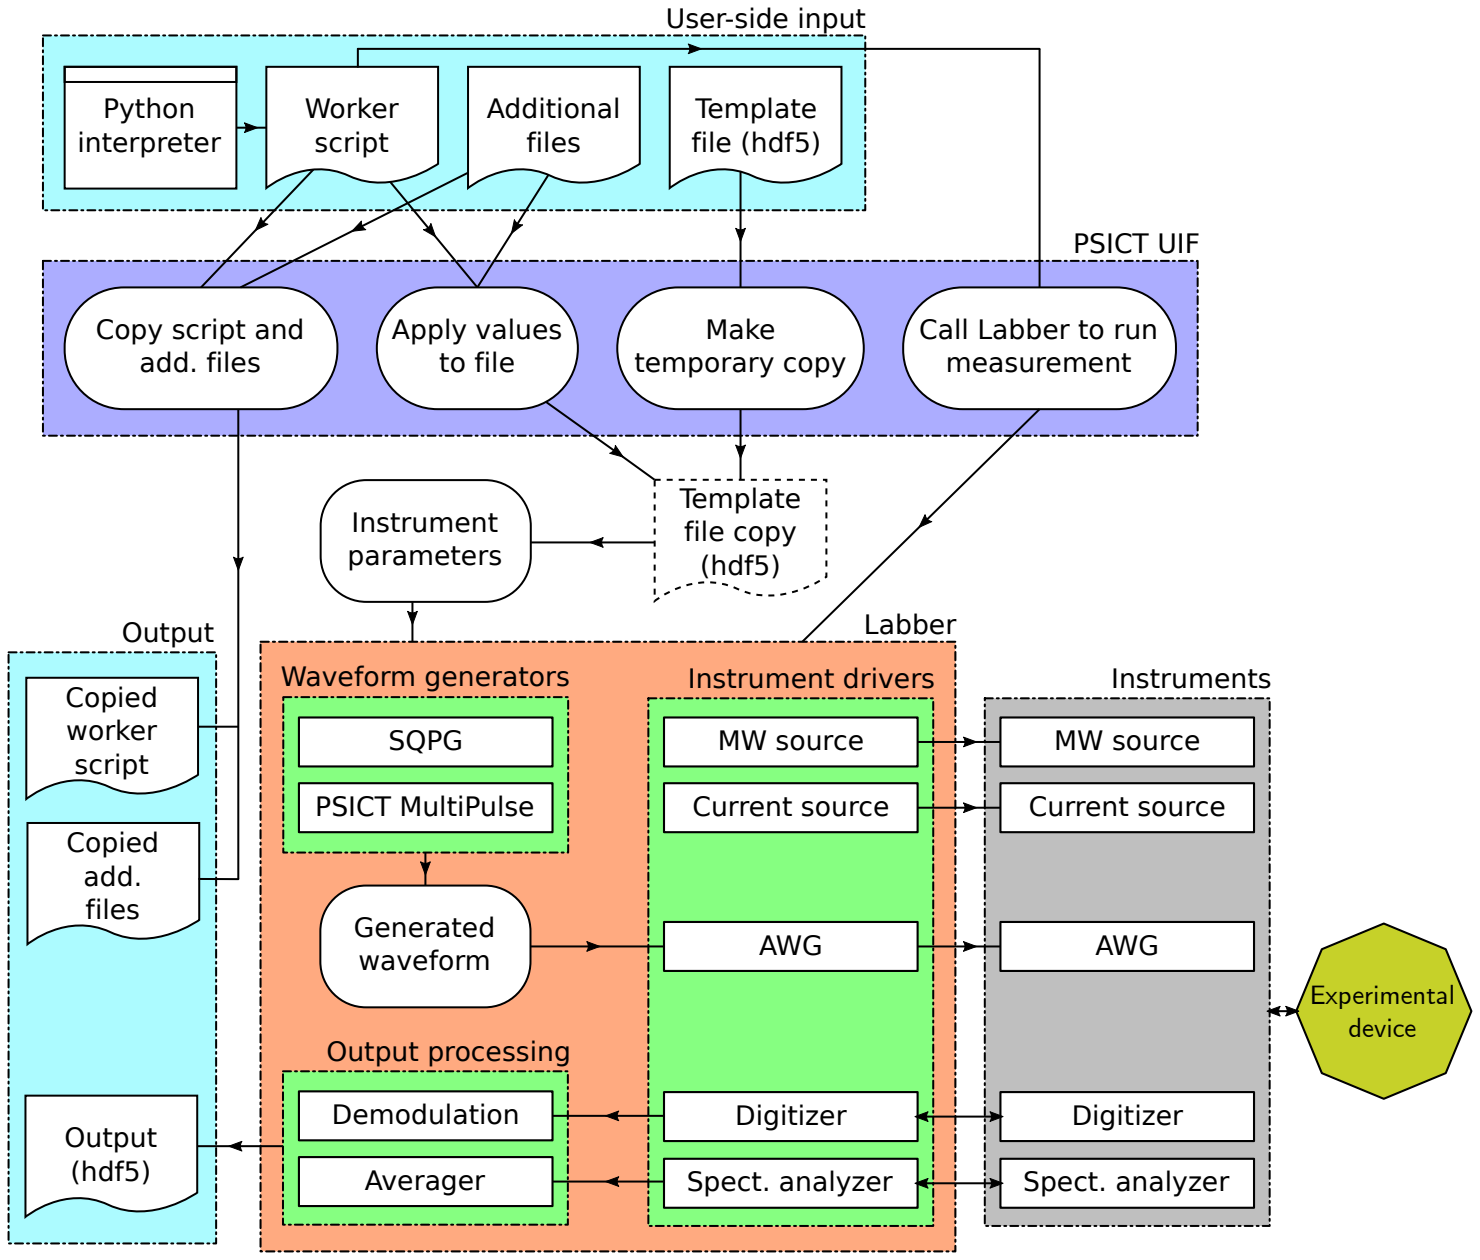 User-side input
Python
interpreter
Worker
script
Additional
files
Template
file (hdf5)
PSICT UIF
Copy script and
add. files
Apply values
to file
Make
temporary copy
Call Labber to run
measurement
Instrument
parameters
Template
file copy
(hdf5)
Output
Copied
worker
script
Copied
add.
files
Output
(hdf5)
Labber
Waveform generators
SQPG
PSICT MultiPulse
Generated
waveform
Output processing
Demodulation
Averager
Instrument drivers
MW source
Current source
AWG
Digitizer
Spect. analyzer
Instruments
MW source
Current source
AWG
Digitizer
Spect. analyzer
Experimental
device